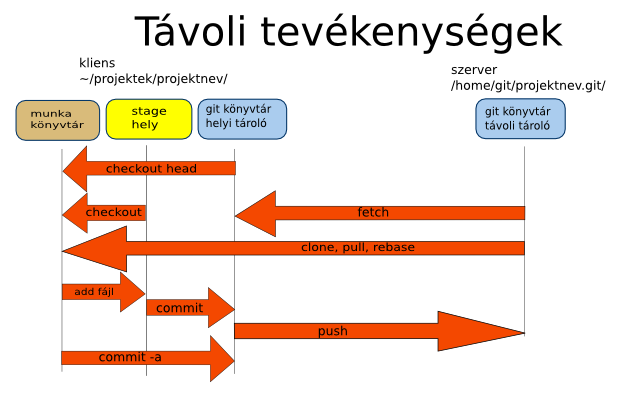 Távoli tevékenységek
kliens
~/projektek/projektnev/
szerver
/home/git/projektnev.git/
munka
könyvtár
stage
hely
git könyvtár
helyi tároló
git könyvtár
távoli tároló
checkout head
checkout
fetch
clone, pull, rebase
add fájl
commit
push
commit -a